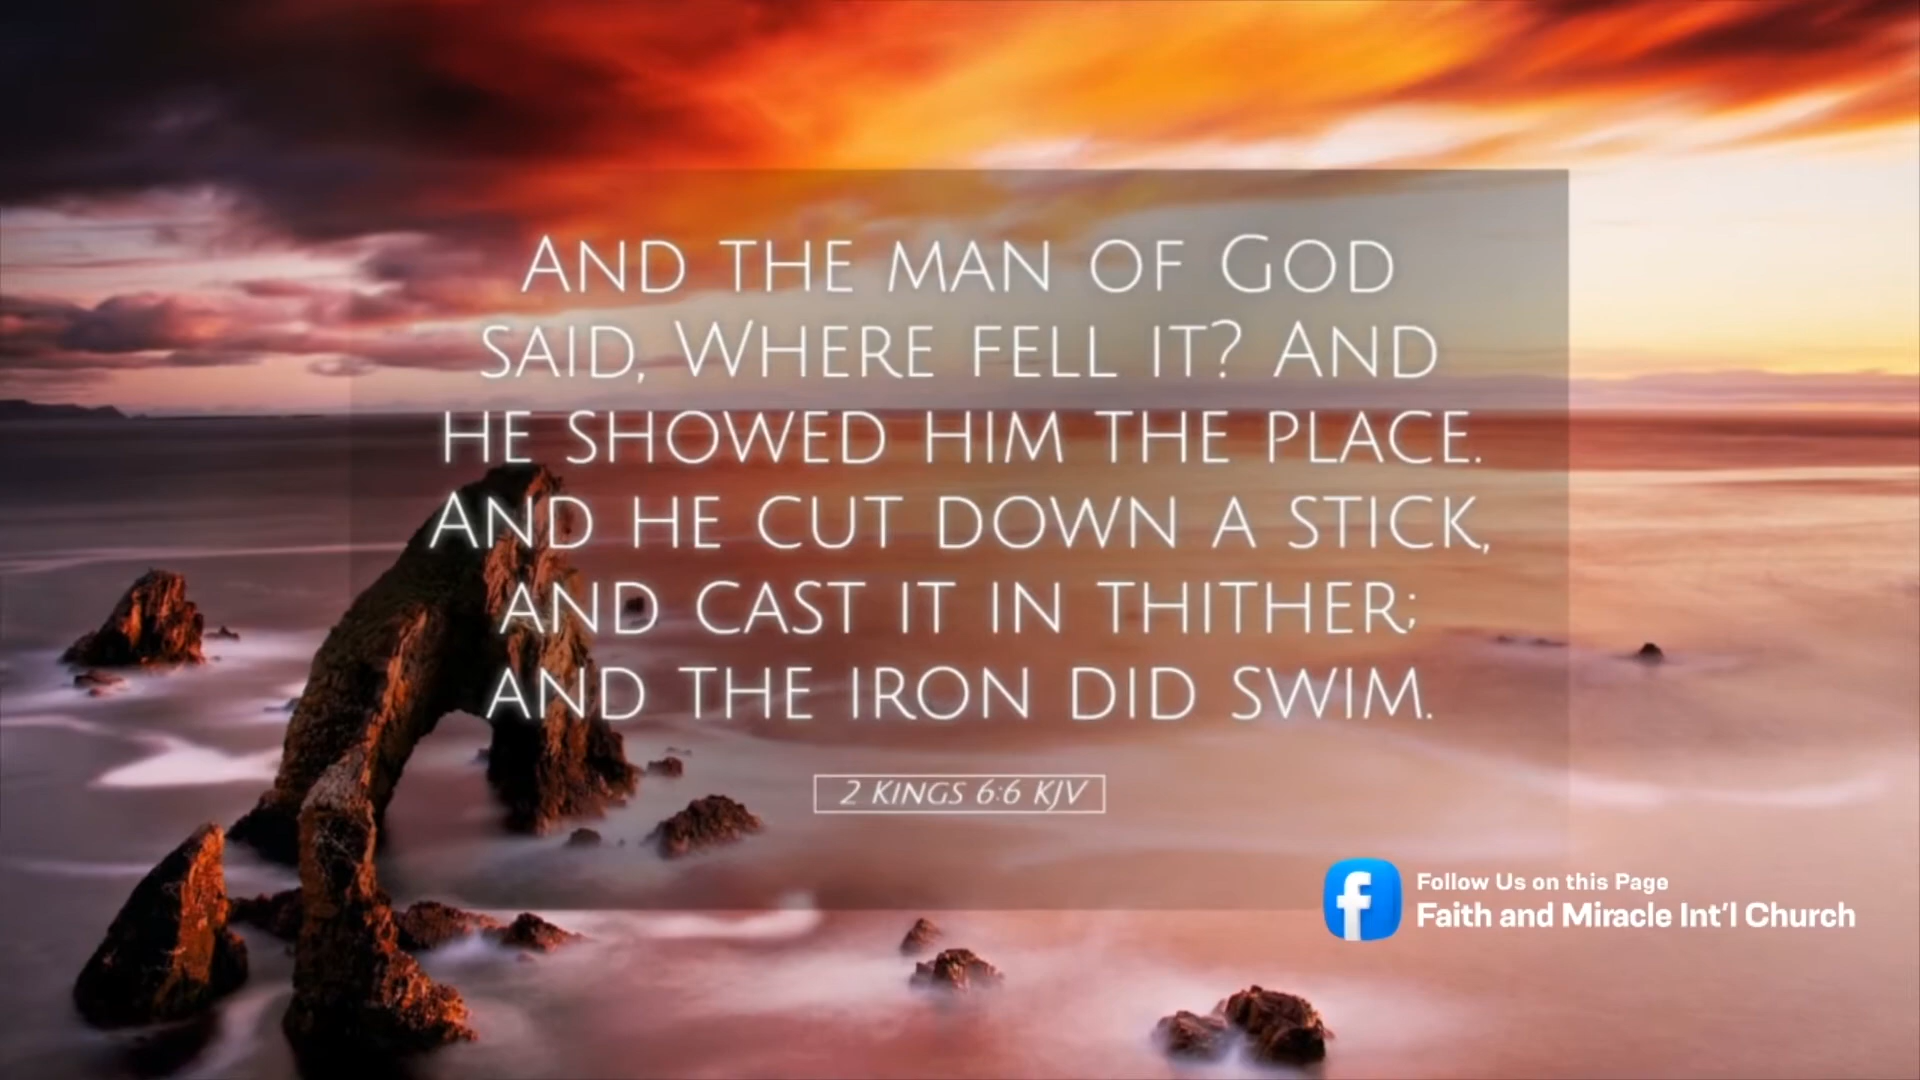 And the man of God
said, Where fell it? And
he showed him the place.
And he cut down a stick,
and cast it in thither;
and the iron did swim.
2 Kings 6:6 KJV
Follow Us on this Page
Faith and Miracle Int'l Church